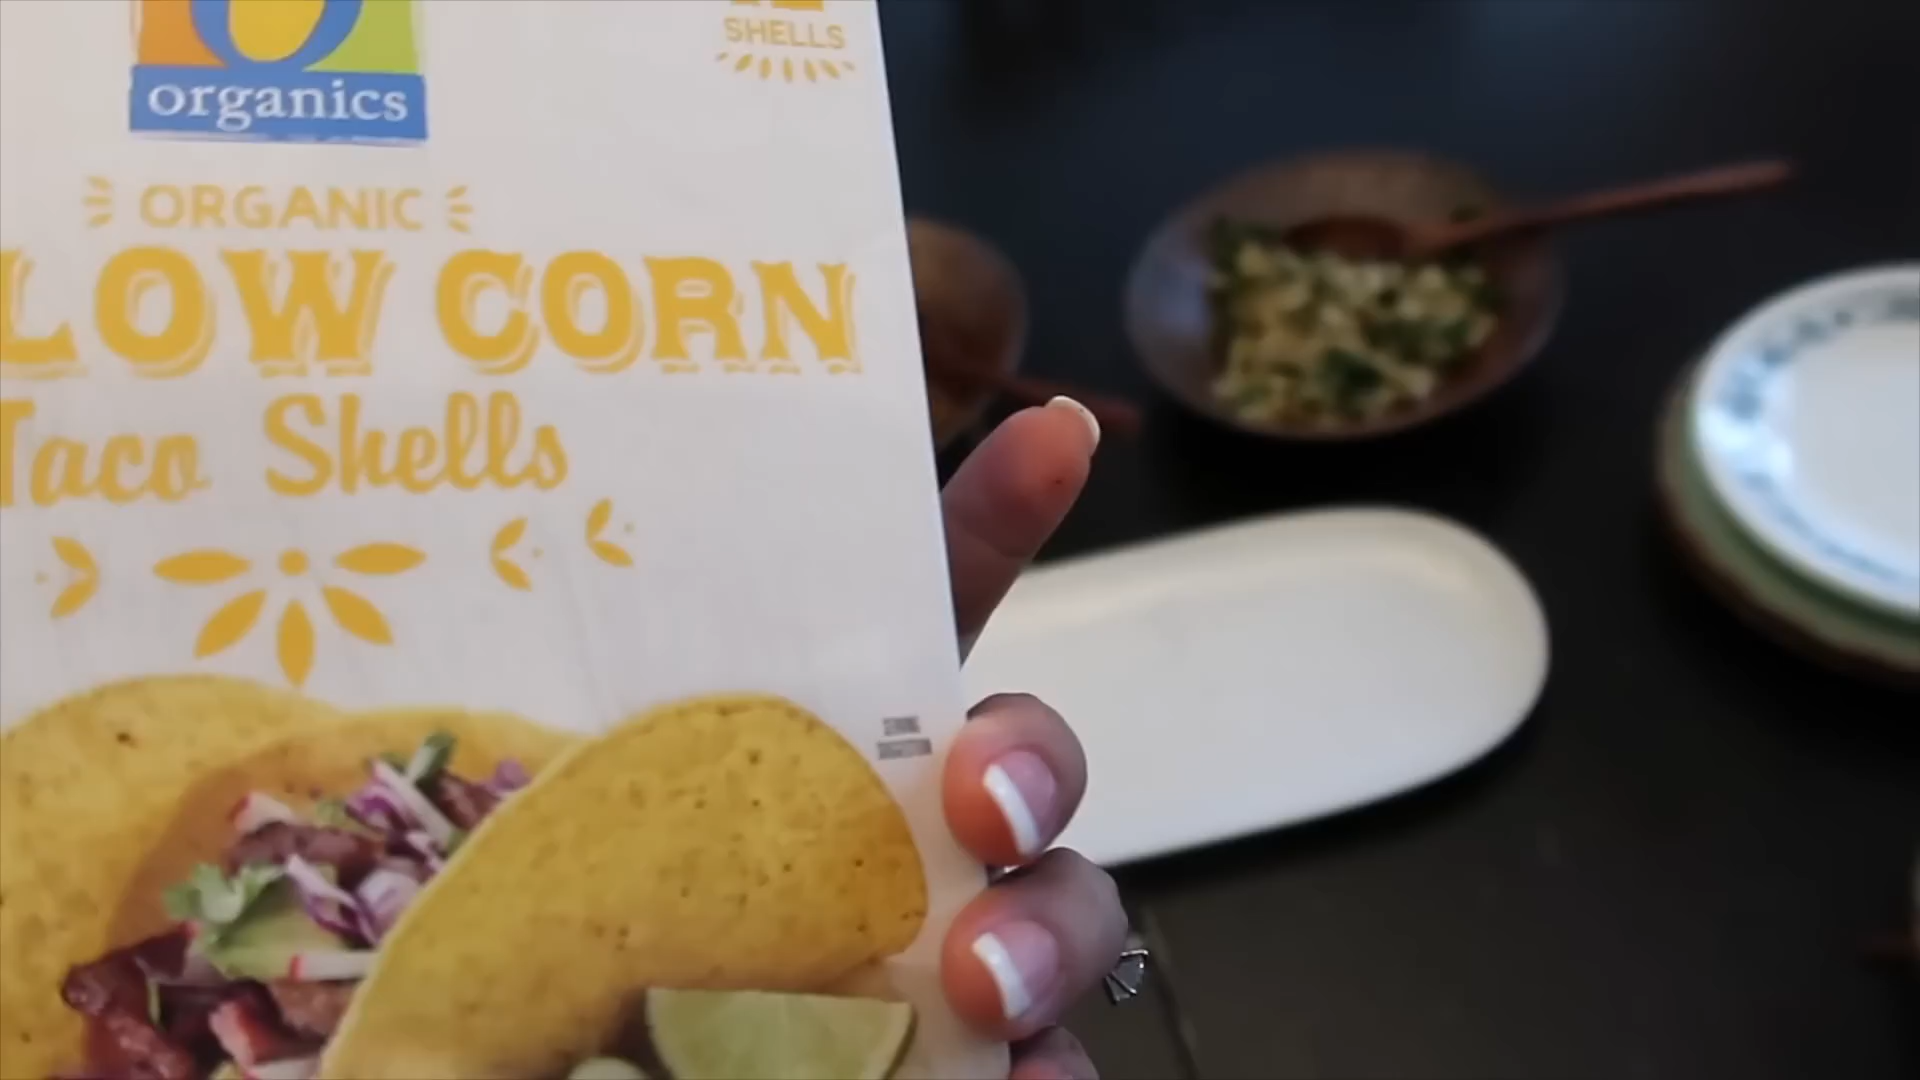 SHELLS
organics
ORGANIC
LOW CORN
Taco Shells